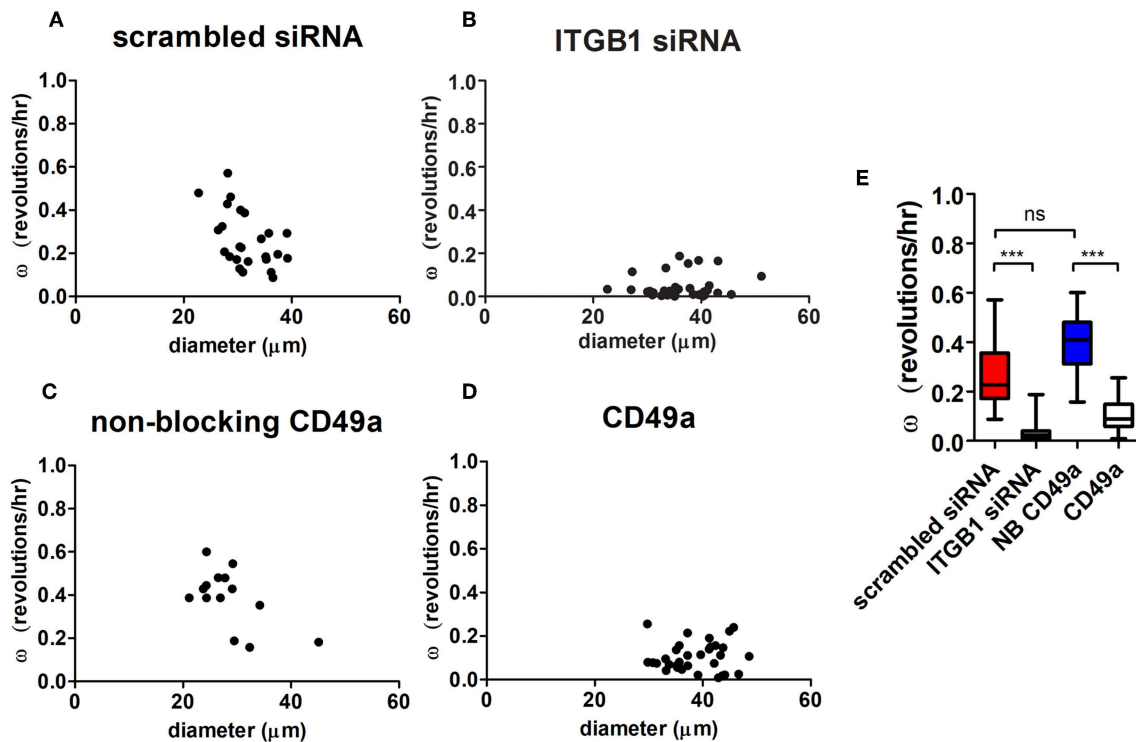 A
scrambled siRNA
1.0
0.8
0.6
0.4
0.2
0.0
0
20
40
60
ω (revolutions/hr)
diameter (μm)
B
ITGB1 siRNA
1.0
0.8
0.6
0.4
0.2
0.0
0
20
40
60
ω (revolutions/hr)
diameter (μm)
C
non-blocking CD49a
1.0
0.8
0.6
0.4
0.2
0.0
0
20
40
60
ω (revolutions/hr)
diameter (μm)
D
CD49a
1.0
0.8
0.6
0.4
0.2
0.0
0
20
40
60
ω (revolutions/hr)
diameter (μm)
E
1.0
0.8
0.6
0.4
0.2
0.0
ω (revolutions/hr)
ns
***
***
scrambled siRNA
ITGB1 siRNA
NB CD49a
CD49a